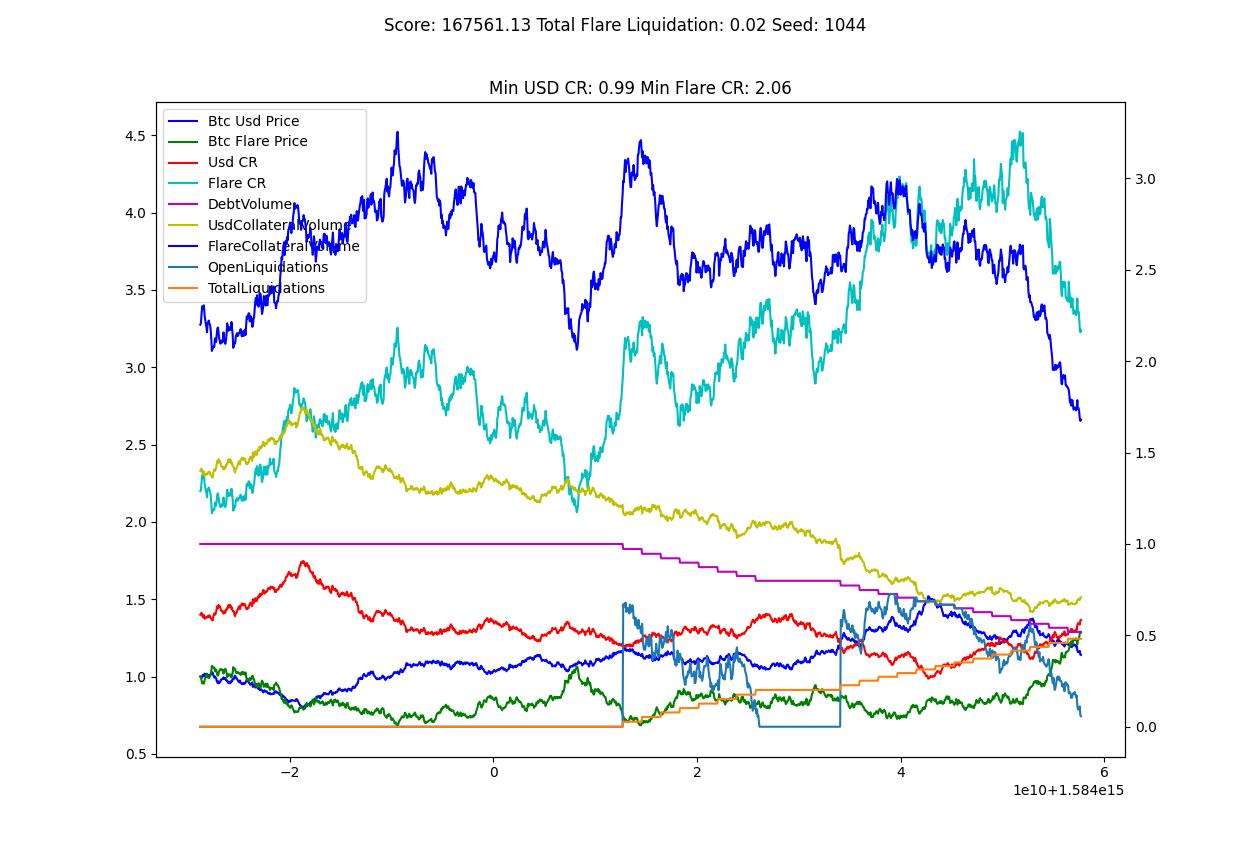 Score: 167561.13 Total Flare Liquidation: 0.02 Seed: 1044
Min USD CR: 0.99 Min Flare CR: 2.06
Btc Usd Price
Btc Flare Price
Usd CR
Flare CR
DebtVolume
UsdCollateralVolume
FlareCollateralVolume
OpenLiquidations
TotalLiquidations
4.5
4.0
3.5
3.0
2.5
2.0
1.5
1.0
0.5
3.0
2.5
2.0
1.5
1.0
0.5
0.0
−2
0
2
4
6
1e10+1.584e15